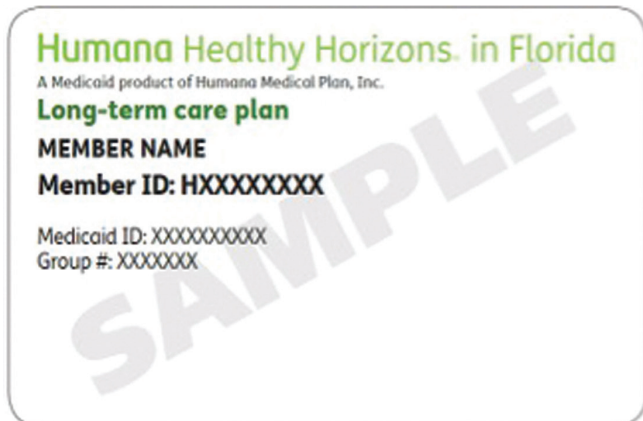 Humana Healthy Horizons. in Florida
A Medicaid product of Humana Medical Plan, Inc.
Long-term care plan
MEMBER NAME
Member ID: HXXXXXXXX
Medicaid ID: XXXXXXXXXX
Group #: XXXXXXX
SAMPLE